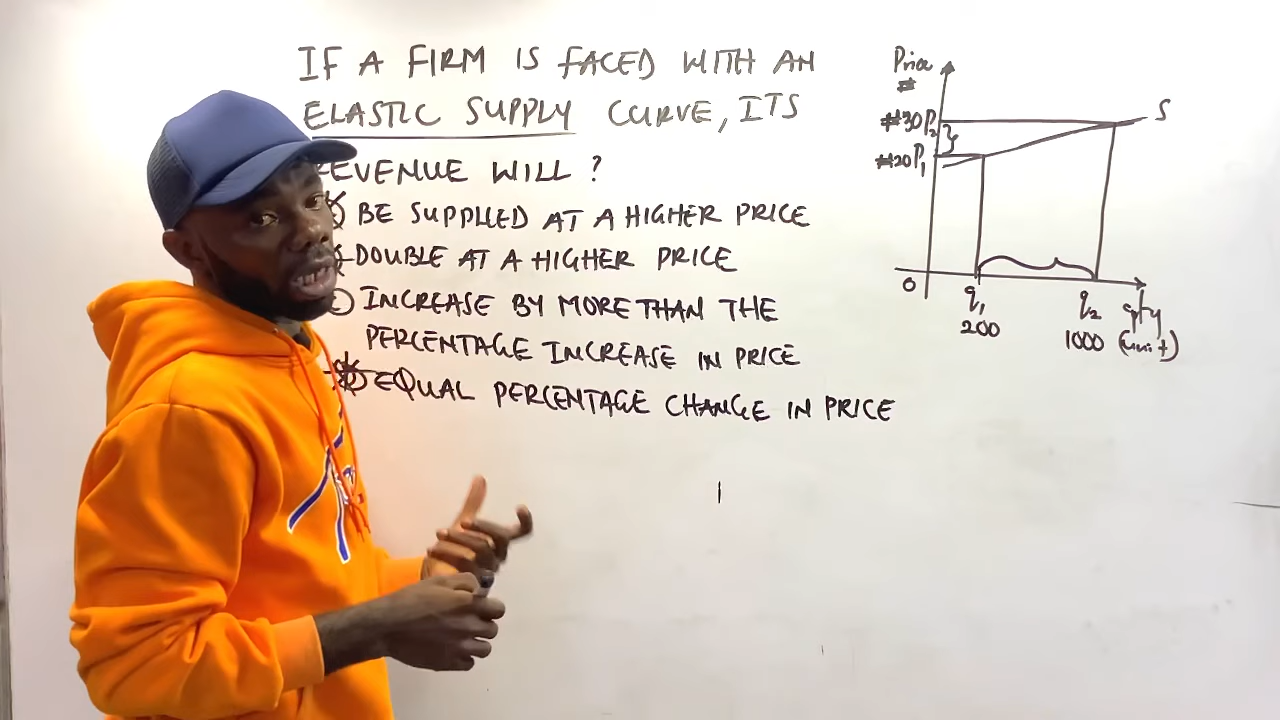 IF A FIRM IS FACED WITH AN
ELASTIC SUPPLY CURVE, ITS
REVENUE WILL ?
BE SUPPLIED AT A HIGHER PRICE
DOUBLE AT A HIGHER PRICE
C INCREASE BY MORE THAN THE
PERCENTAGE INCREASE IN PRICE
D EQUAL PERCENTAGE CHANGE IN PRICE
Price
#
#30 P2
#20 P1
S
0
q1
q2
qty
200
1000
(unit)